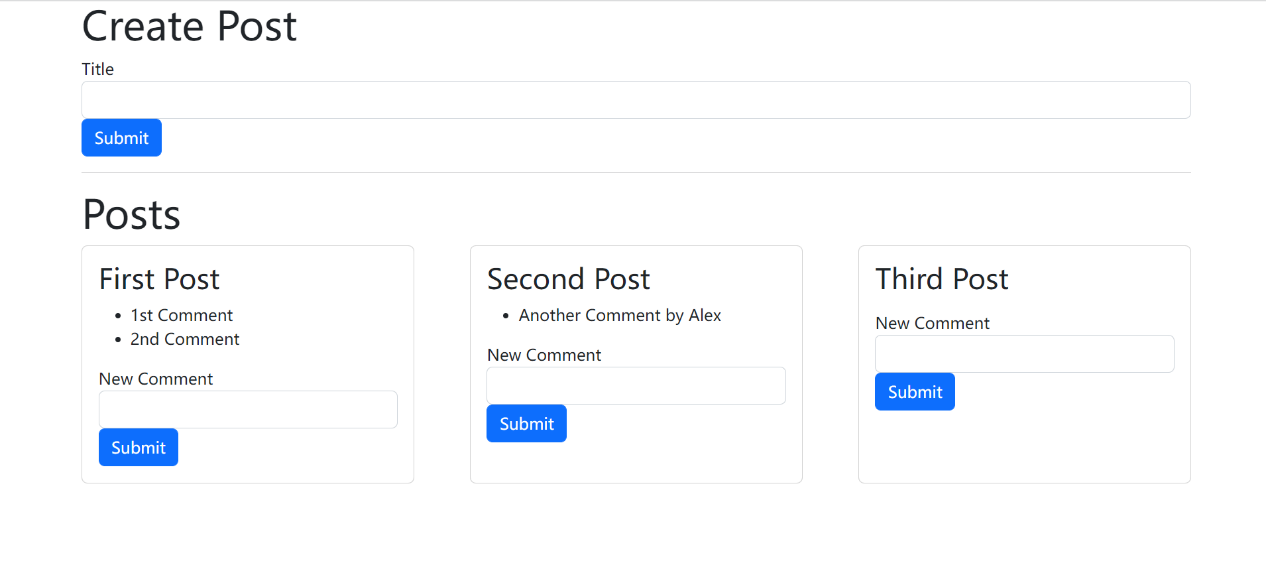 Create Post
Title
Submit
Posts
First Post
1st Comment
2nd Comment
New Comment
Submit
Second Post
Another Comment by Alex
New Comment
Submit
Third Post
New Comment
Submit